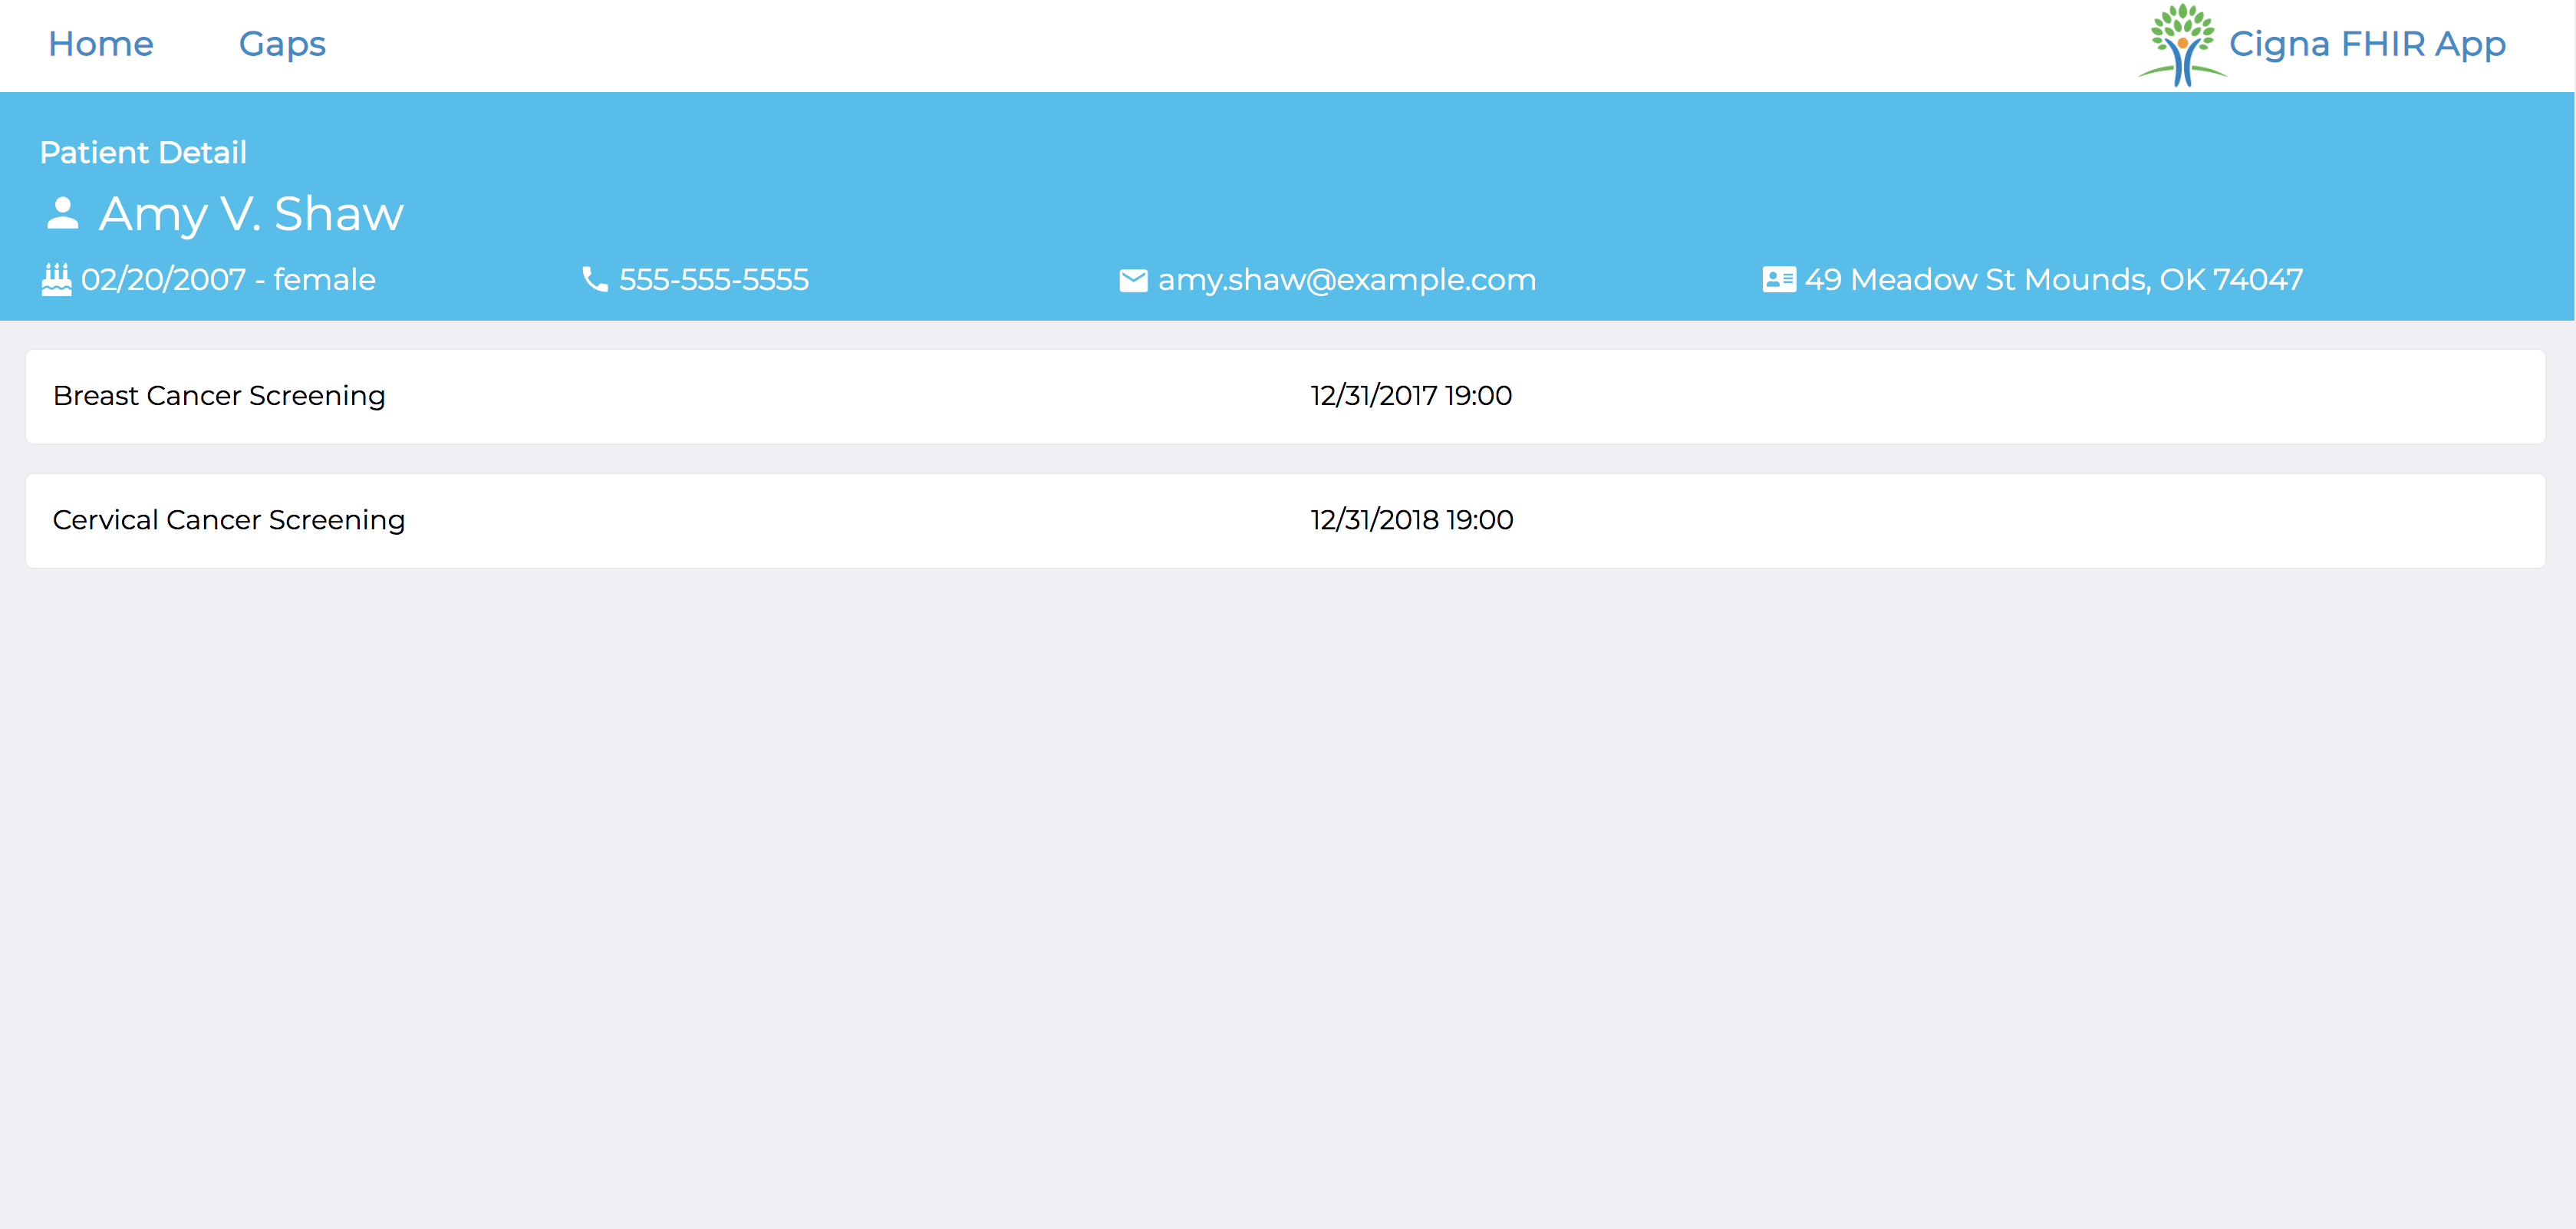 Home Gaps Cigna FHIR App
Patient Detail
Amy V. Shaw
02/20/2007 - female 555-555-5555 amy.shaw@example.com 49 Meadow St Mounds, OK 74047
Breast Cancer Screening 12/31/2017 19:00
Cervical Cancer Screening 12/31/2018 19:00